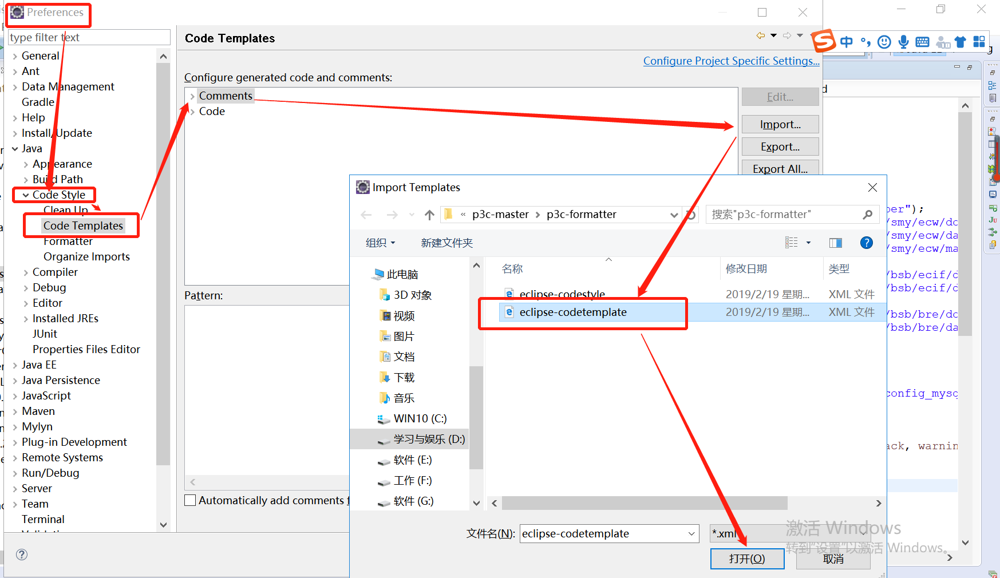 Preferences
type filter text
General
Ant
Data Management
Gradle
Help
Install/Update
Java
Appearance
Build Path
Code Style
Clean Up
Code Templates
Formatter
Organize Imports
Compiler
Debug
Editor
Installed JREs
JUnit
Properties Files Editor
Java EE
Java Persistence
JavaScript
Maven
Mylyn
Plug-in Development
Remote Systems
Run/Debug
Server
Team
Terminal
Code Templates
Configure Project Specific Settings...
Configure generated code and comments:
Comments
Code
Edit...
Import...
Export...
Export All...
Pattern:
Automatically add comments f
中
Import Templates
« p3c-master > p3c-formatter
搜索"p3c-formatter"
组织
新建文件夹
此电脑
3D 对象
视频
图片
文档
下载
音乐
WIN10 (C:)
学习与娱乐 (D:)
软件 (E:)
工作 (F:)
软件 (G:)
名称 修改日期 类型
eclipse-codestyle 2019/2/19 星期... XML 文件
eclipse-codetemplate 2019/2/19 星期... XML 文件
文件名(N): eclipse-codetemplate *.xml
打开(O) 取消
激活 Windows
转到"设置"以激活 Windows。
per");
/smy/ecw/do
/smy/ecw/da
/smy/ecw/ma
/bsb/ecif/d
/bsb/ecif/d
/bsb/bre/do
/bsb/bre/da
config_mysq
ack, warnin